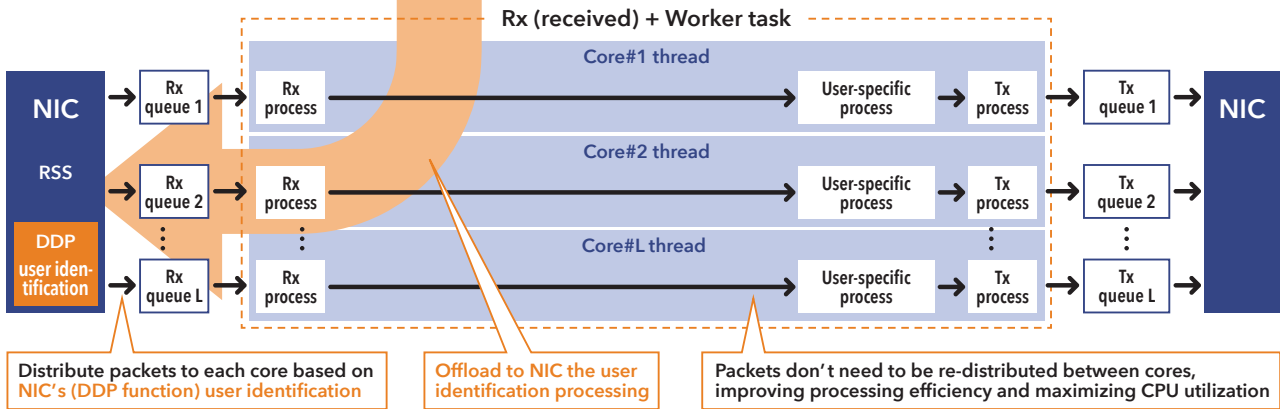 Rx (received) + Worker task
Core#1 thread
NIC
RSS
DDP
user iden-
tification
Rx
queue 1
Rx
process
User-specific
process
Tx
process
Tx
queue 1
NIC
Core#2 thread
Rx
queue 2
Rx
process
User-specific
process
Tx
process
Tx
queue 2
Core#L thread
Rx
queue L
Rx
process
User-specific
process
Tx
process
Tx
queue L
Distribute packets to each core based on
NIC's (DDP function) user identification
Offload to NIC the user
identification processing
Packets don't need to be re-distributed between cores,
improving processing efficiency and maximizing CPU utilization